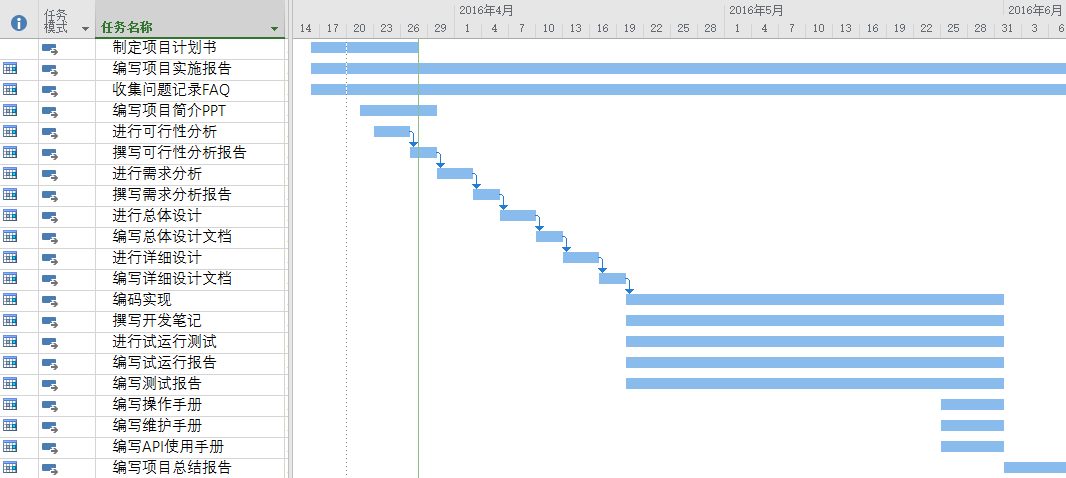 2016年4月 2016年5月 2016年6月
任务
模式 任务名称
14 17 20 23 26 29 1 4 7 10 13 16 19 22 25 28 1 4 7 10 13 16 19 22 25 28 31 3 6
制定项目计划书
编写项目实施报告
收集问题记录FAQ
编写项目简介PPT
进行可行性分析
撰写可行性分析报告
进行需求分析
撰写需求分析报告
进行总体设计
编写总体设计文档
进行详细设计
编写详细设计文档
编码实现
撰写开发笔记
进行试运行测试
编写试运行报告
编写测试报告
编写操作手册
编写维护手册
编写API使用手册
编写项目总结报告